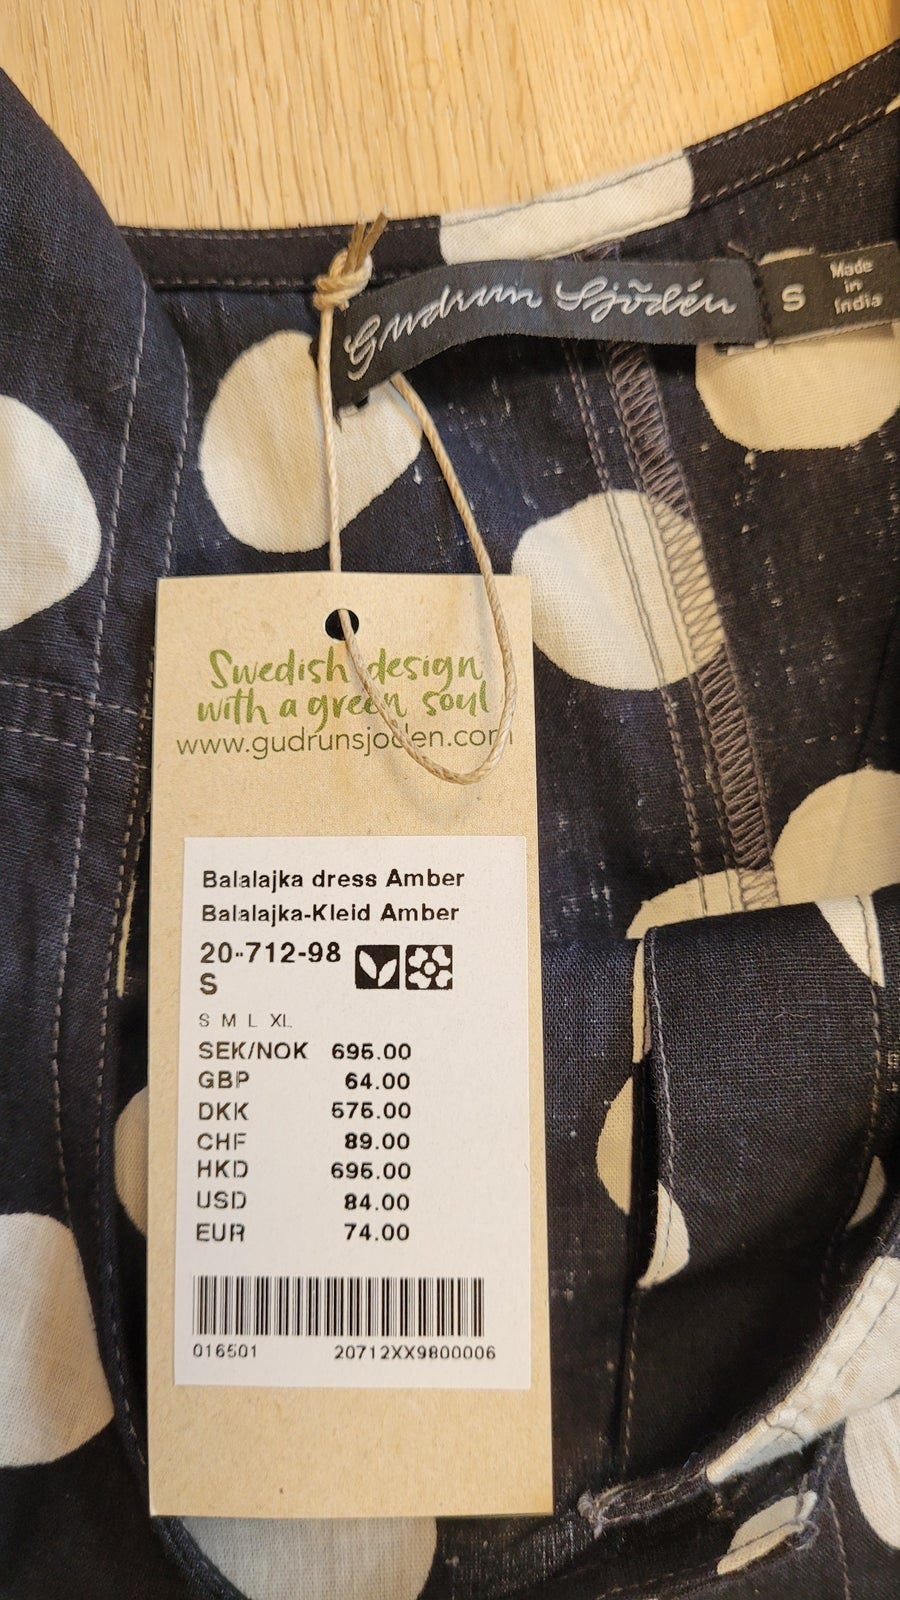 Gudrun Sjödén
S
Made
in
India
Swedish design
with a green soul
www.gudrunsjoden.com
Balalajka dress Amber
Balalajka-Kleid Amber
20-712-98
S
S M L XL
SEK/NOK 695.00
GBP 64.00
DKK 575.00
CHF 89.00
HKD 695.00
USD 84.00
EUR 74.00
016501 20712XX9800006